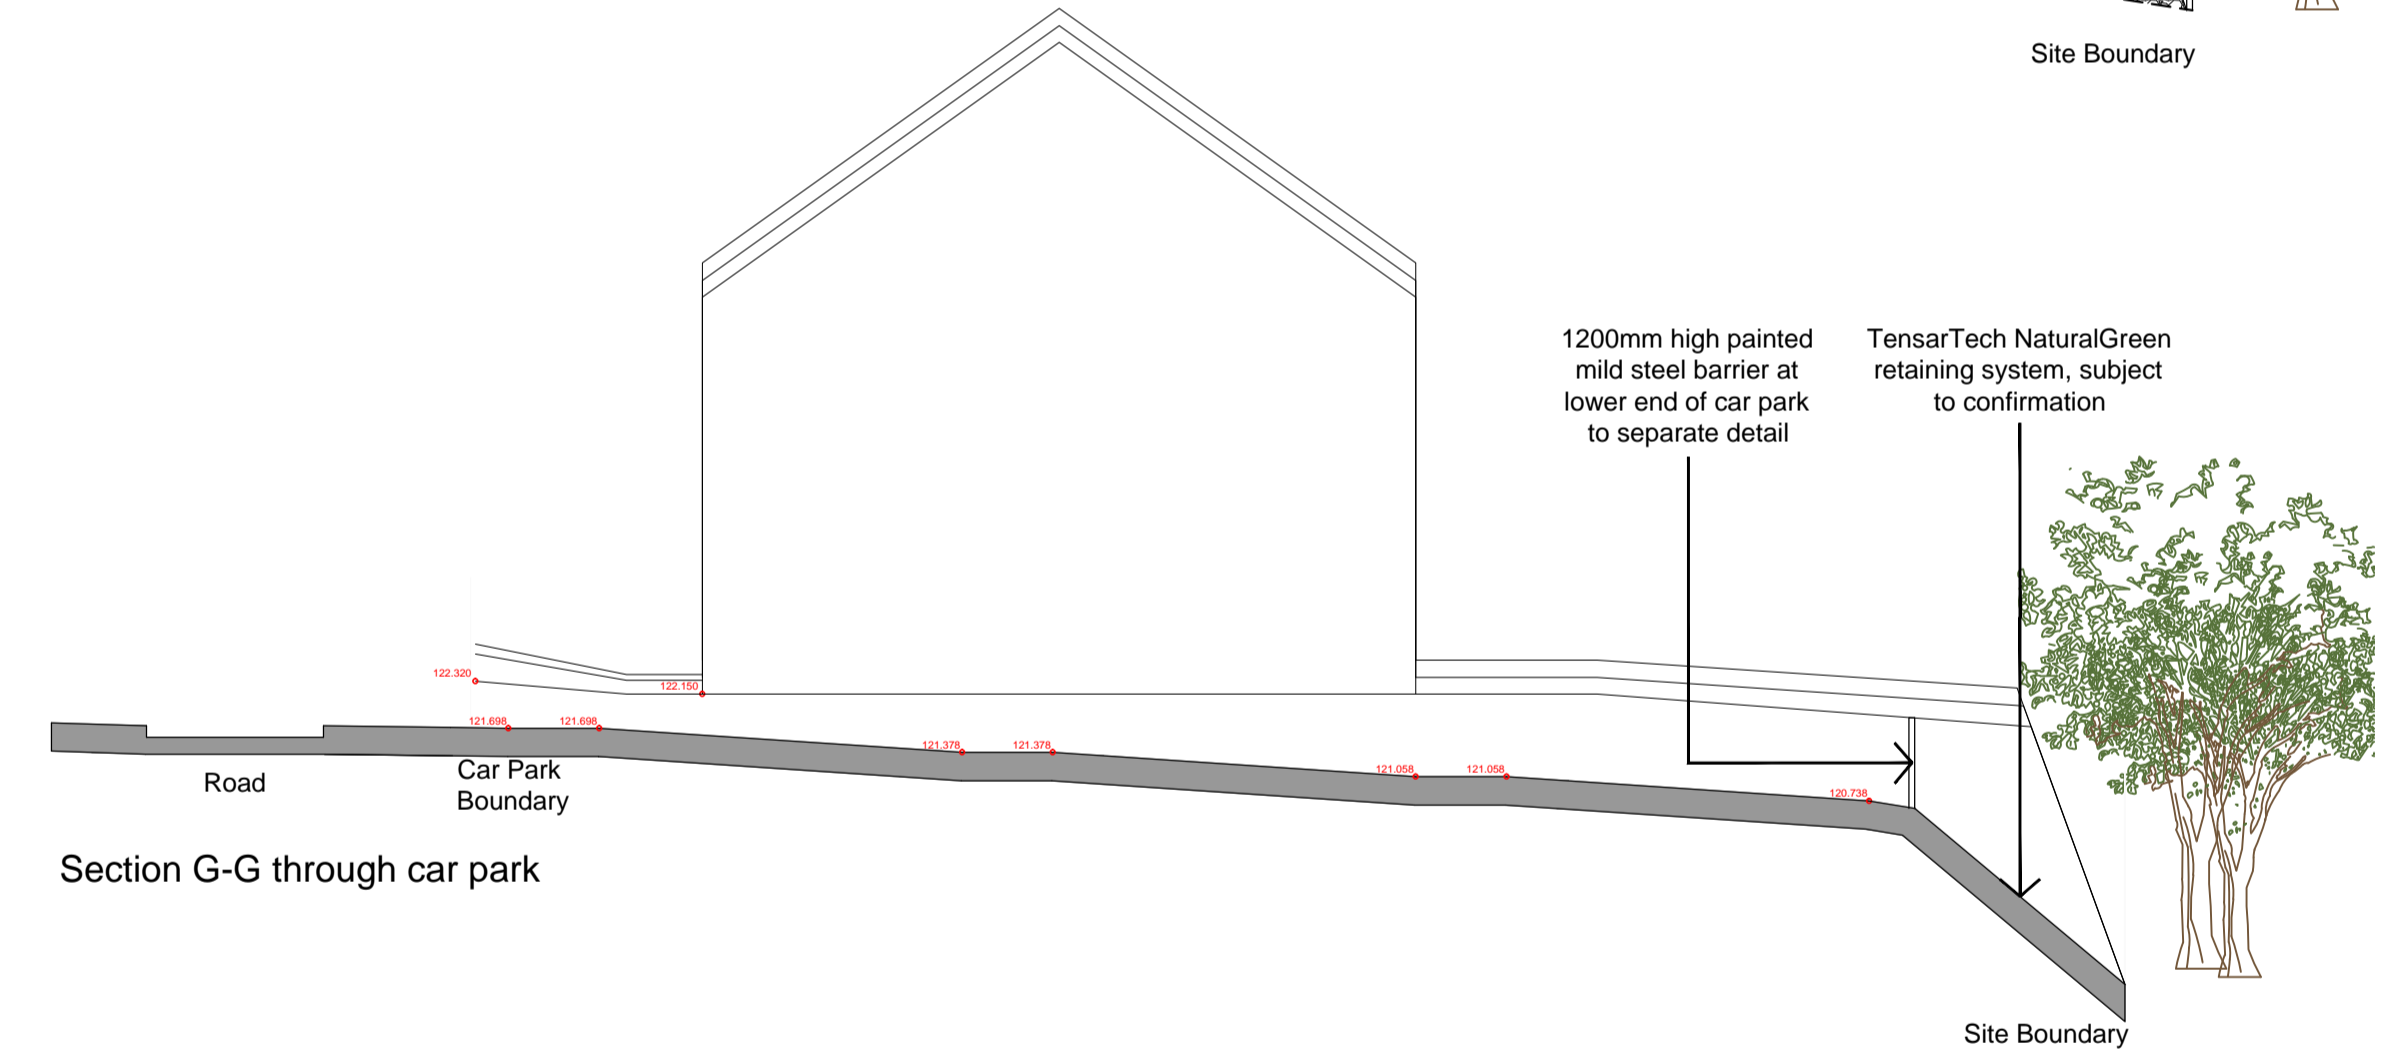 Site Boundary
1200mm high painted
mild steel barrier at
lower end of car park
to separate detail
TensarTech NaturalGreen
retaining system, subject
to confirmation
122.320
122.150
121.698
121.698
121.378
121.378
121.058
121.058
120.738
Road
Car Park
Boundary
Section G-G through car park
Site Boundary